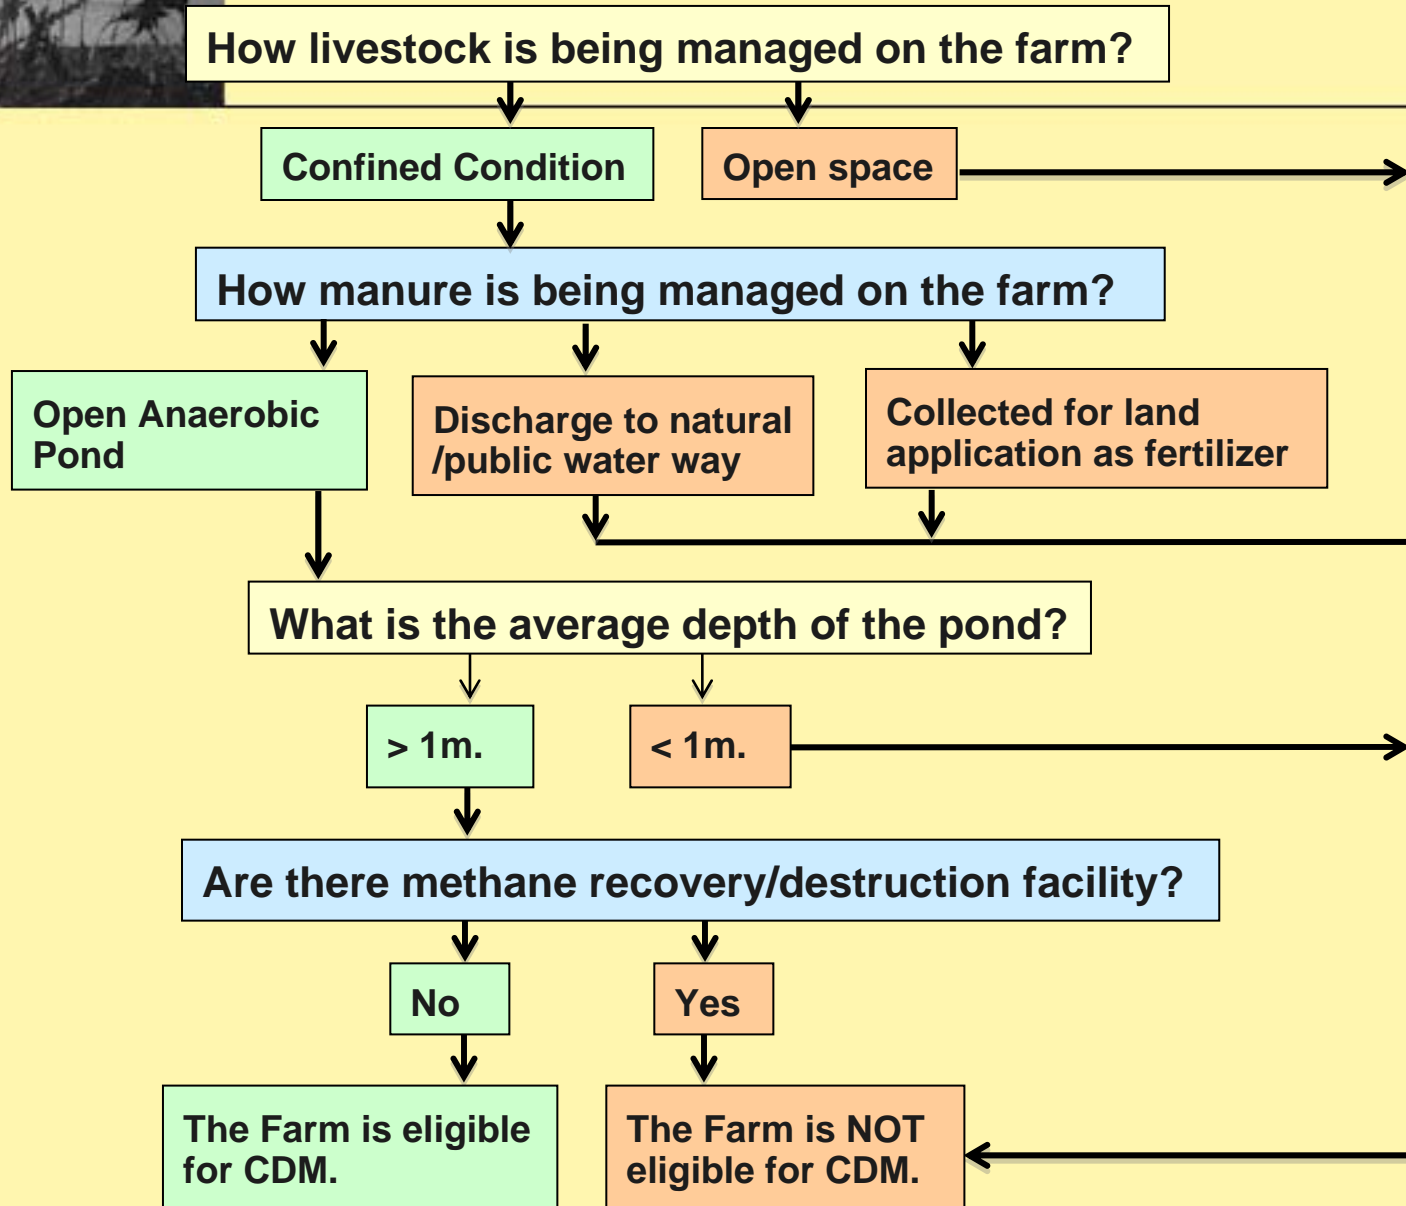 How livestock is being managed on the farm?
Confined Condition
Open space
How manure is being managed on the farm?
Open Anaerobic
Pond
Discharge to natural
/public water way
Collected for land
application as fertilizer
What is the average depth of the pond?
> 1m.
< 1m.
Are there methane recovery/destruction facility?
No
Yes
The Farm is eligible
for CDM.
The Farm is NOT
eligible for CDM.